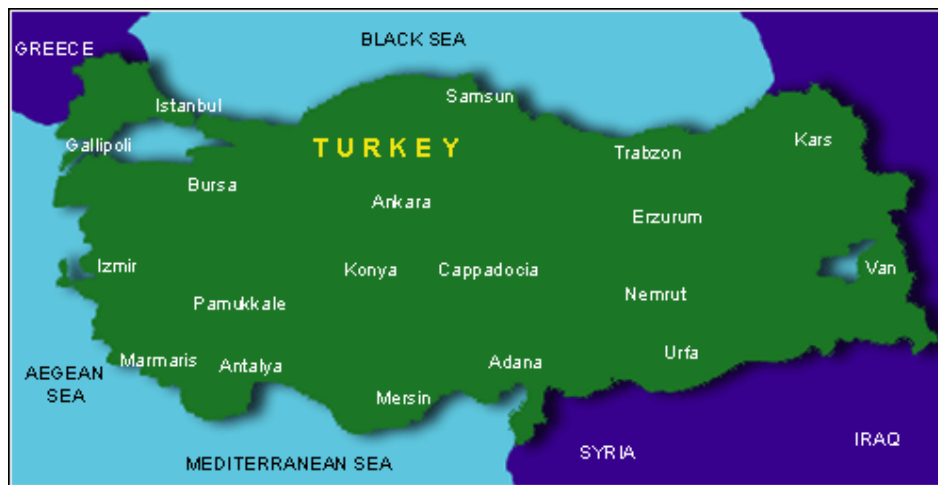 BLACK SEA
GREECE
Samsun
Istanbul
Gallipoli
TURKEY
Trabzon
Kars
Bursa
Ankara
Erzurum
Izmir
Konya
Cappadocia
Van
Pamukkale
Nemrut
Marmaris
Antalya
Adana
Urfa
AEGEAN
SEA
Mersin
SYRIA
IRAQ
MEDITERRANEAN SEA